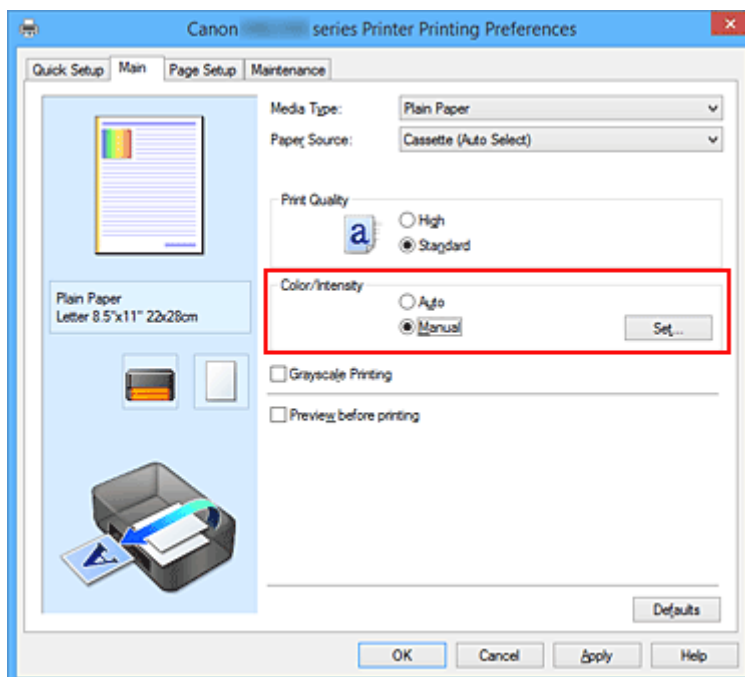 Canon series Printer Printing Preferences
Quick Setup Main Page Setup Maintenance
Media Type: Plain Paper
Paper Source: Cassette (Auto Select)
Print Quality
a
High
Standard
Color/Intensity
Auto
Manual
Set...
Plain Paper
Letter 8.5"x11" 22x28cm
Grayscale Printing
Preview before printing
A
Defaults
OK Cancel Apply Help